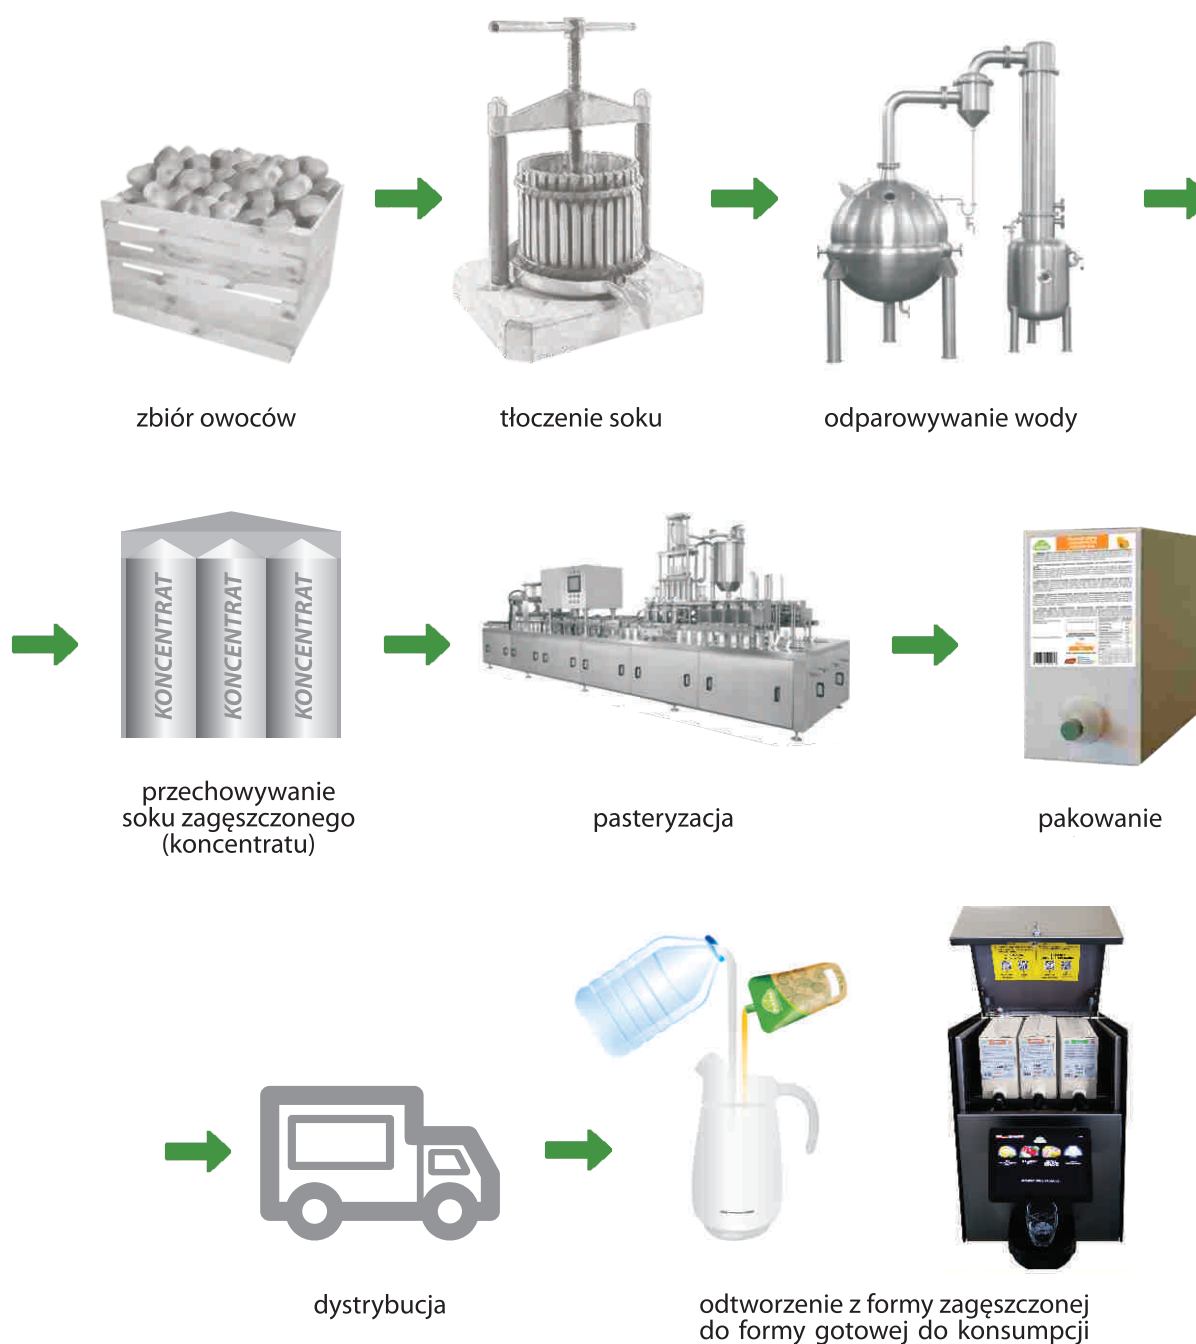 zbiór owoców
tłoczenie soku
odparowywanie wody
KONCENTRAT
KONCENTRAT
KONCENTRAT
przechowywanie
soku zagęszczonego
(koncentratu)
pasteryzacja
pakowanie
dystrybucja
odtworzenie z formy zagęszczonej
do formy gotowej do konsumpcji